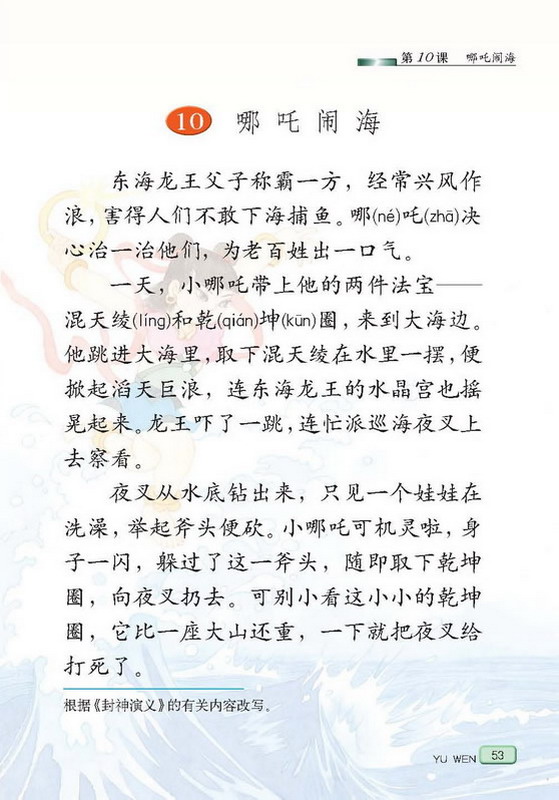 第10课 哪吒闹海
10 哪吒闹海
东海龙王父子称霸一方，经常兴风作
浪，害得人们不敢下海捕鱼。哪(né)吒(zhā)决
心治一治他们，为老百姓出一口气。
一天，小哪吒带上他的两件法宝——
混天绫(líng)和乾(qián)坤(kūn)圈，来到大海边。
他跳进大海里，取下混天绫在水里一摆，便
掀起滔天巨浪，连东海龙王的水晶宫也摇
晃起来。龙王吓了一跳，连忙派巡海夜叉上
去察看。
夜叉从水底钻出来，只见一个娃娃在
洗澡，举起斧头便砍。小哪吒可机灵啦，身
子一闪，躲过了这一斧头，随即取下乾坤
圈，向夜叉扔去。可别小看这小小的乾坤
圈，它比一座大山还重，一下就把夜叉给
打死了。
根据《封神演义》的有关内容改写。
YU WEN 53